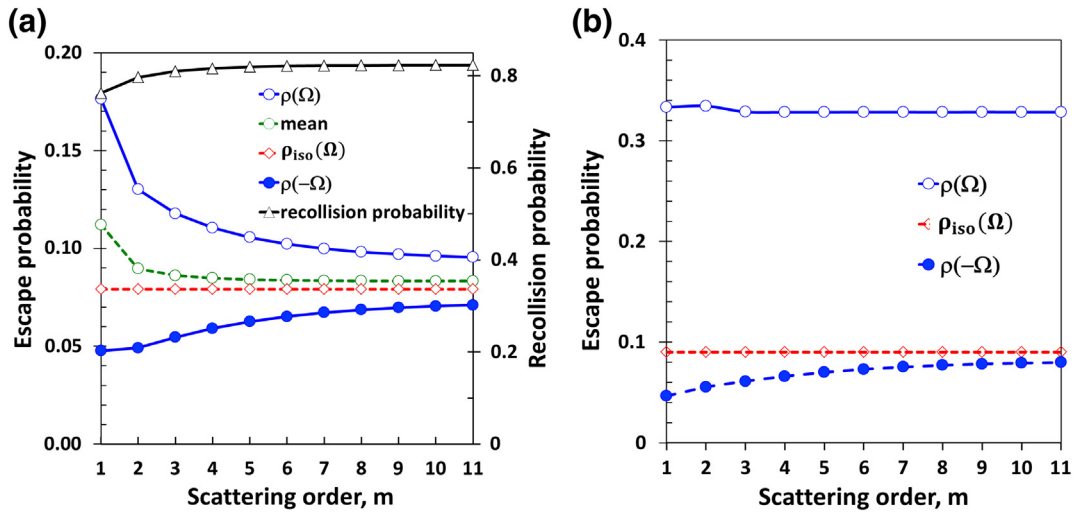 (a)
Escape probability
0.20
0.15
0.10
0.05
0.00
ρ(Ω)
mean
ρiso(Ω)
ρ(-Ω)
recollision probability
0.8
0.6
0.4
0.2
0
Recollision probability
1 2 3 4 5 6 7 8 9 10 11
Scattering order, m
(b)
Escape probability
0.4
0.3
0.2
0.1
0
ρ(Ω)
ρiso(Ω)
ρ(-Ω)
1 2 3 4 5 6 7 8 9 10 11
Scattering order, m